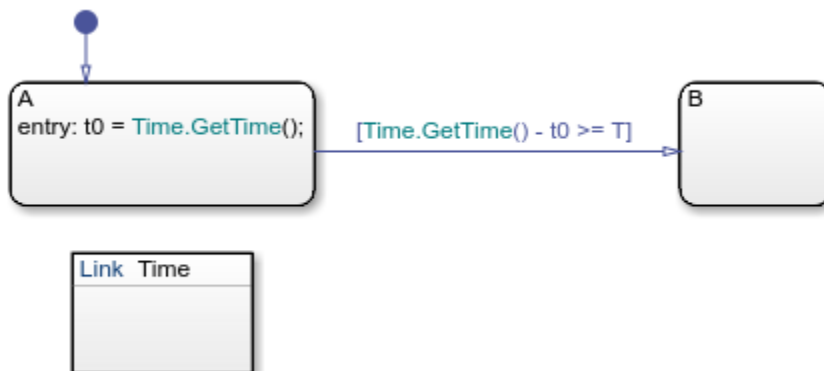 A
entry: t0 = Time.GetTime();
[Time.GetTime() - t0 >= T]
B
Link Time